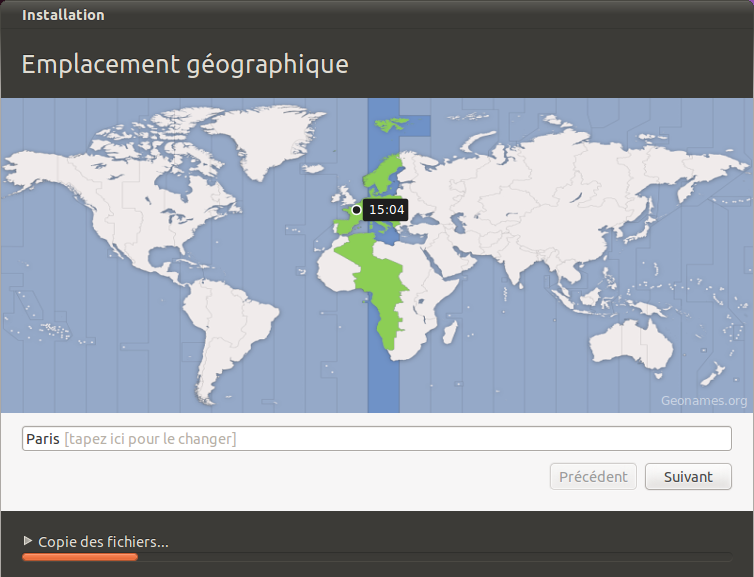 Installation
Emplacement géographique
15:04
Geonames.org
Paris [tapez ici pour le changer]
Précédent
Suivant
Copie des fichiers...